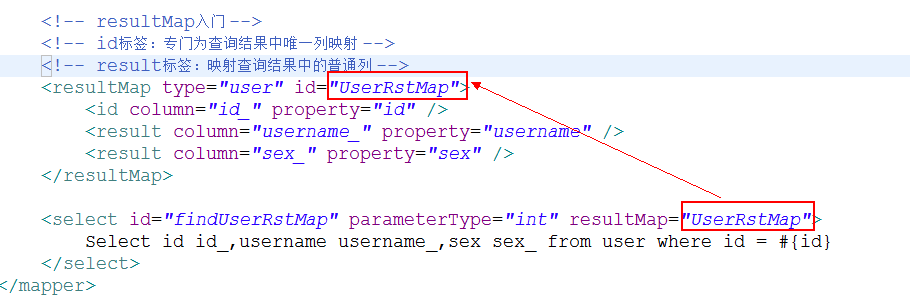 <!-- resultMap入门 -->
<!-- id标签：专门为查询结果中唯一列映射 -->
<!-- result标签：映射查询结果中的普通列 -->
<resultMap type="user" id="UserRstMap">
<id column="id_" property="id" />
<result column="username_" property="username" />
<result column="sex_" property="sex" />
</resultMap>
<select id="findUserRstMap" parameterType="int" resultMap="UserRstMap">
Select id id_,username username_,sex sex_ from user where id = #{id}
</select>
</mapper>